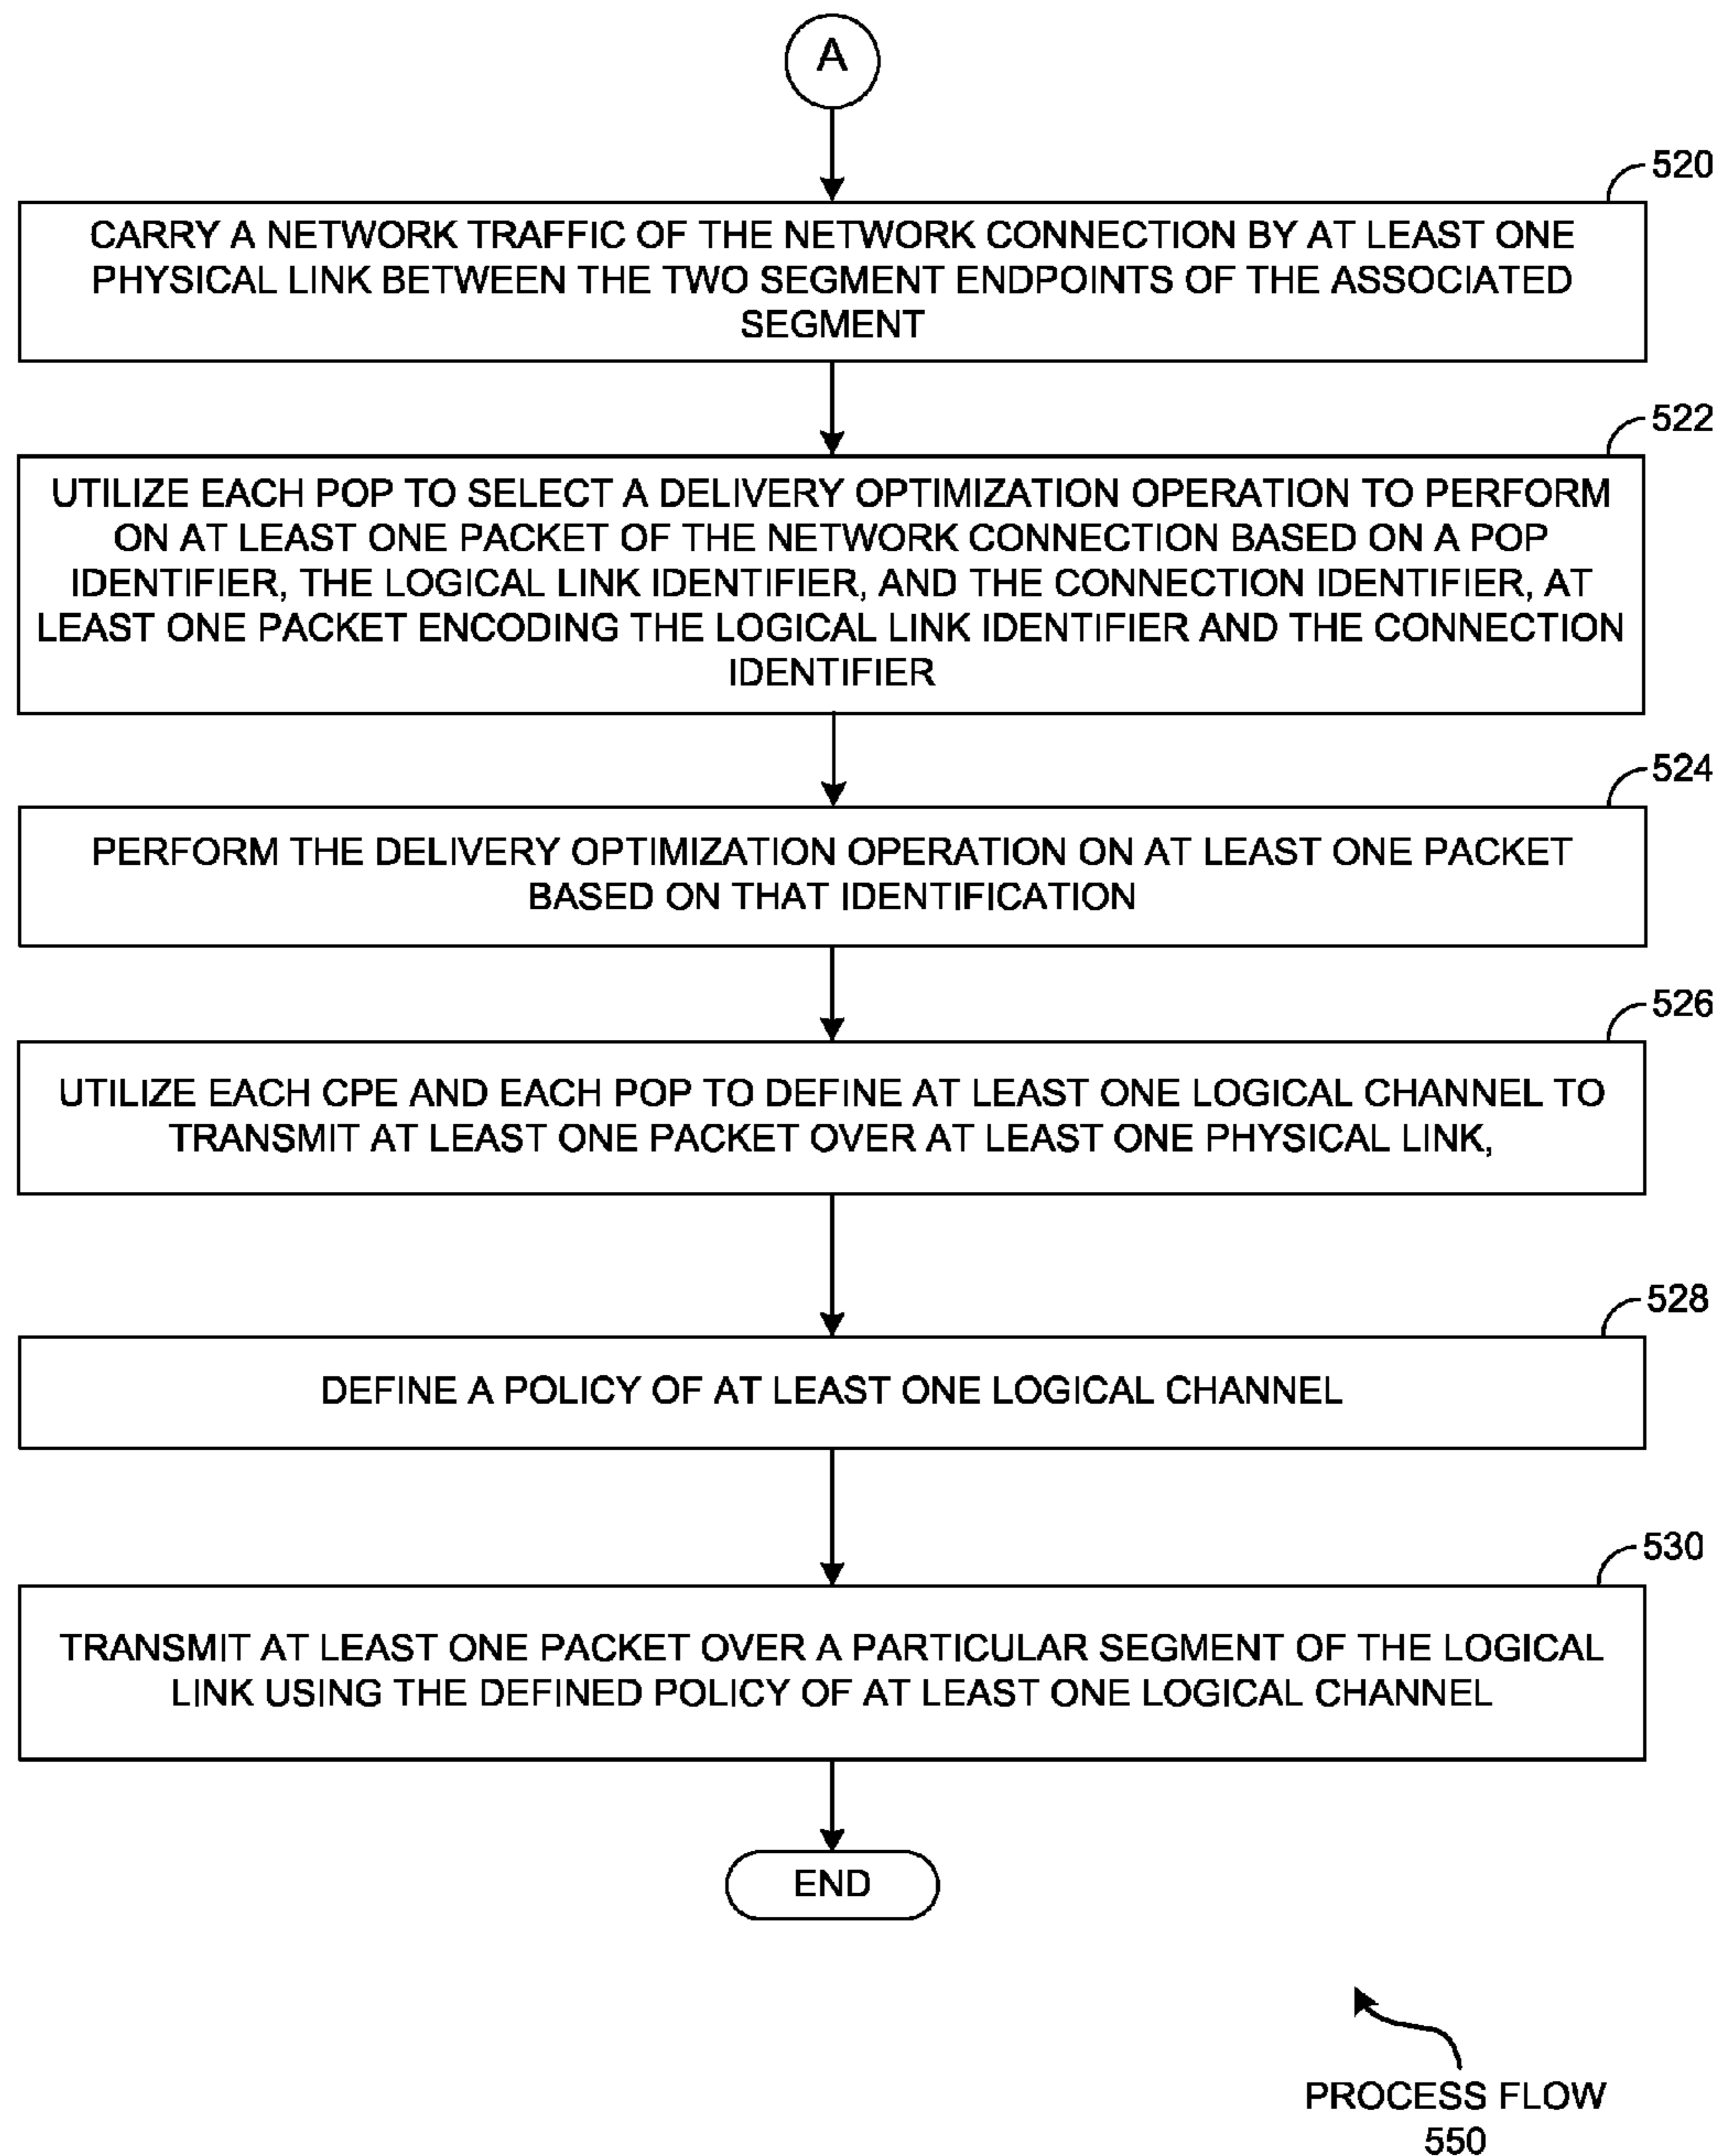 A
520
CARRY A NETWORK TRAFFIC OF THE NETWORK CONNECTION BY AT LEAST ONE
PHYSICAL LINK BETWEEN THE TWO SEGMENT ENDPOINTS OF THE ASSOCIATED
SEGMENT
522
UTILIZE EACH POP TO SELECT A DELIVERY OPTIMIZATION OPERATION TO PERFORM
ON AT LEAST ONE PACKET OF THE NETWORK CONNECTION BASED ON A POP
IDENTIFIER, THE LOGICAL LINK IDENTIFIER, AND THE CONNECTION IDENTIFIER, AT
LEAST ONE PACKET ENCODING THE LOGICAL LINK IDENTIFIER AND THE CONNECTION
IDENTIFIER
524
PERFORM THE DELIVERY OPTIMIZATION OPERATION ON AT LEAST ONE PACKET
BASED ON THAT IDENTIFICATION
526
UTILIZE EACH CPE AND EACH POP TO DEFINE AT LEAST ONE LOGICAL CHANNEL TO
TRANSMIT AT LEAST ONE PACKET OVER AT LEAST ONE PHYSICAL LINK,
528
DEFINE A POLICY OF AT LEAST ONE LOGICAL CHANNEL
530
TRANSMIT AT LEAST ONE PACKET OVER A PARTICULAR SEGMENT OF THE LOGICAL
LINK USING THE DEFINED POLICY OF AT LEAST ONE LOGICAL CHANNEL
END
PROCESS FLOW
550